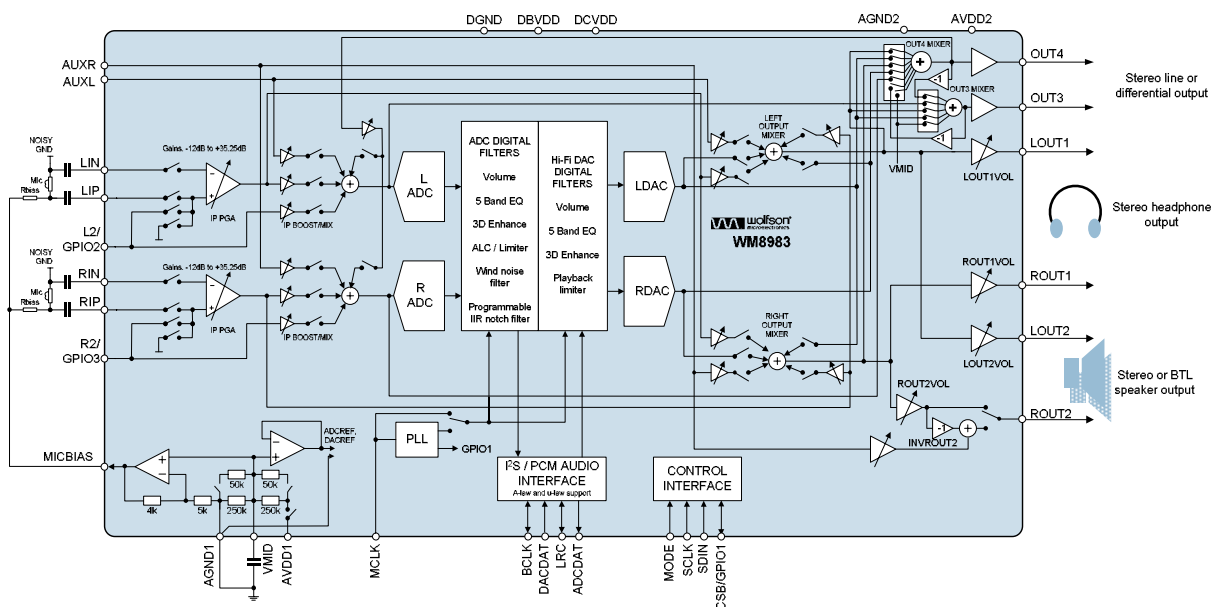 DGND
DBVDD
DCVDD
AGND2
AVDD2
AUXR
AUXL
OUT4 MIXER
OUT4
-1
OUT3 MIXER
OUT3
Stereo line or
differential output
NOISY
GND
Mic
Rbias
LIN
LIP
Gains, -12dB to +35.25dB
IP PGA
IP BOOST/MIX
L
ADC
ADC DIGITAL
FILTERS
Volume
5 Band EQ
3D Enhance
ALC / Limiter
Wind noise
filter
Programmable
IIR notch filter
Hi-Fi DAC
DIGITAL
FILTERS
Volume
5 Band EQ
3D Enhance
Playback
limiter
LDAC
LEFT
OUTPUT
MIXER
VMID
-1
LOUT1
LOUT1VOL
Stereo headphone
output
L2/
GPIO2
wolfson
microelectronics
WM8983
NOISY
GND
Mic
Rbias
RIN
RIP
Gains, -12dB to +35.25dB
IP PGA
IP BOOST/MIX
R
ADC
RDAC
ROUT1VOL
ROUT1
R2/
GPIO3
RIGHT
OUTPUT
MIXER
LOUT2
LOUT2VOL
Stereo or BTL
speaker output
ROUT2VOL
ROUT2
-1
INVROUT2
MICBIAS
ADCREF,
DACREF
50k
50k
4k
5k
250k
250k
PLL
GPIO1
I²S / PCM AUDIO
INTERFACE
A-law and u-law support
CONTROL
INTERFACE
AGND1
VMID
AVDD1
MCLK
BCLK
DACDAT
LRC
ADCDAT
MODE
SCLK
SDIN
CSB/GPIO1